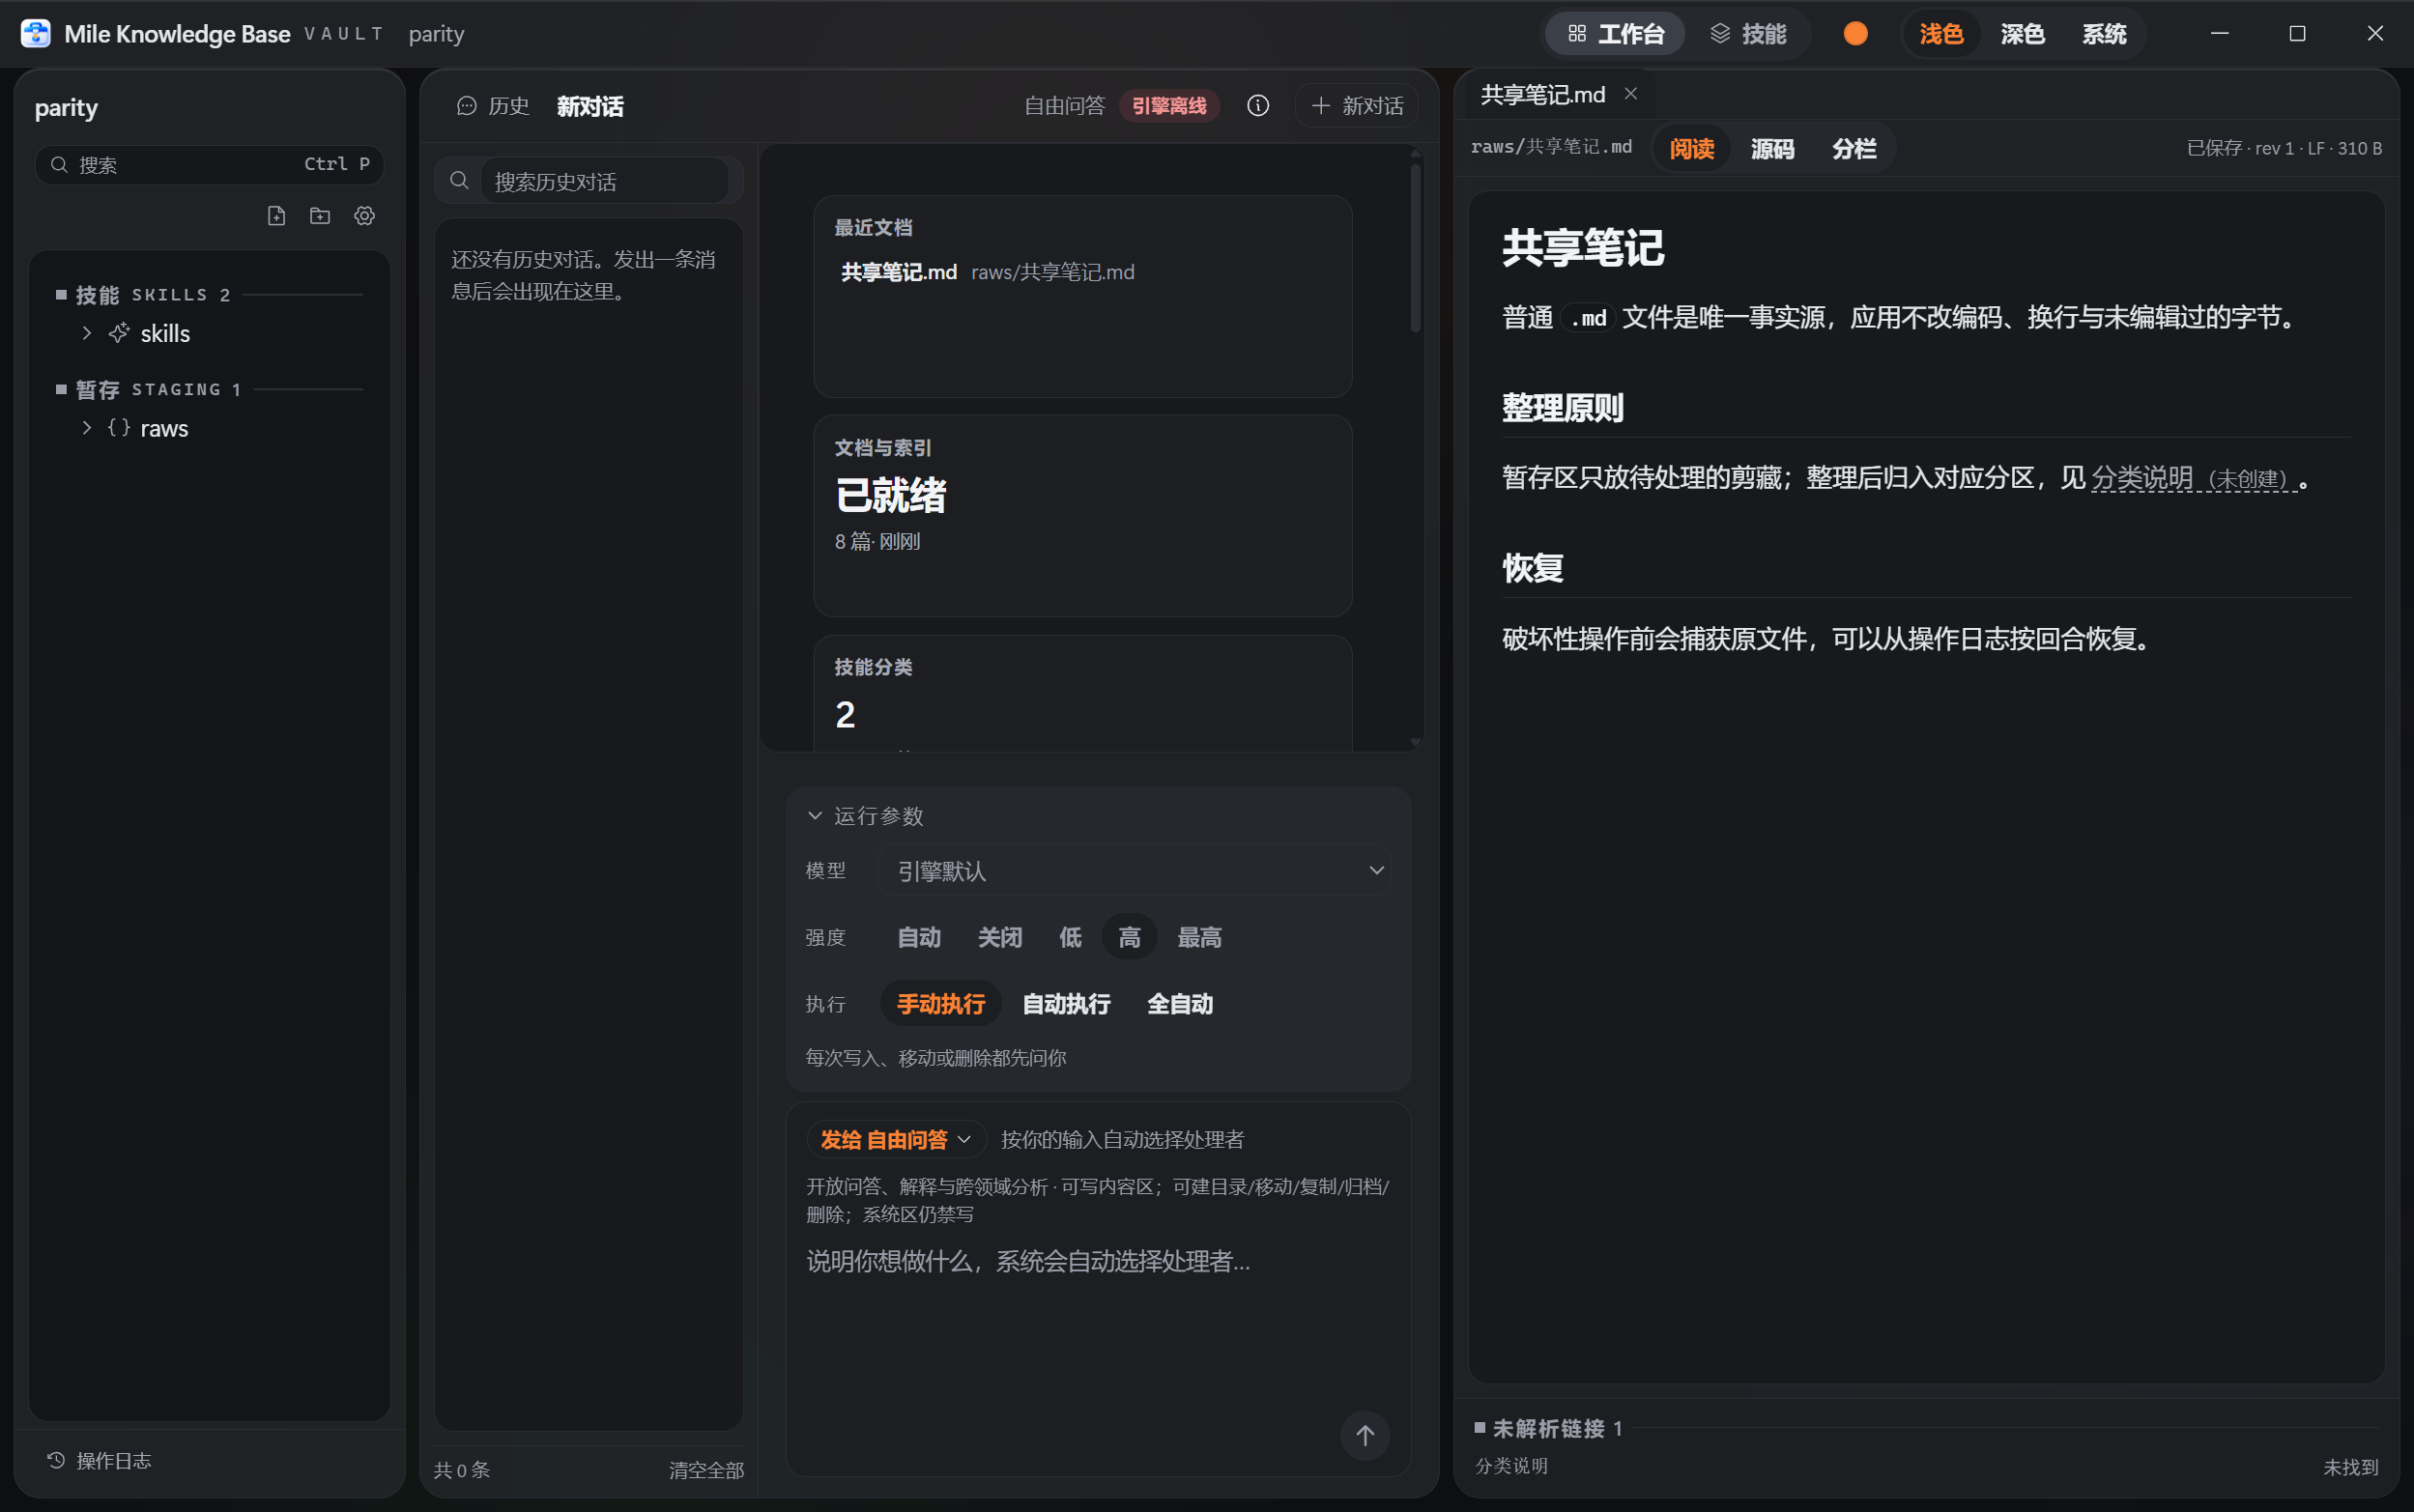 Mile Knowledge Base VAULT parity
工作台 技能 浅色 深色 系统
parity
搜索 Ctrl P
技能 SKILLS 2
skills
暂存 STAGING 1
raws
操作日志
历史 新对话 自由问答 引擎离线 新对话
搜索历史对话
还没有历史对话。发出一条消
息后会出现在这里。
共 0 条 清空全部
最近文档
共享笔记.md raws/共享笔记.md
文档与索引
已就绪
8 篇· 刚刚
技能分类
2
运行参数
模型 引擎默认
强度 自动 关闭 低 高 最高
执行 手动执行 自动执行 全自动
每次写入、移动或删除都先问你
发给 自由问答 按你的输入自动选择处理者
开放问答、解释与跨领域分析 · 可写内容区；可建目录/移动/复制/归档/
删除；系统区仍禁写
说明你想做什么，系统会自动选择处理者...
共享笔记.md
raws/共享笔记.md 阅读 源码 分栏 已保存 · rev 1 · LF · 310 B
共享笔记
普通 .md 文件是唯一事实源，应用不改编码、换行与未编辑过的字节。
整理原则
暂存区只放待处理的剪藏；整理后归入对应分区，见 分类说明（未创建）。
恢复
破坏性操作前会捕获原文件，可以从操作日志按回合恢复。
未解析链接 1
分类说明 未找到